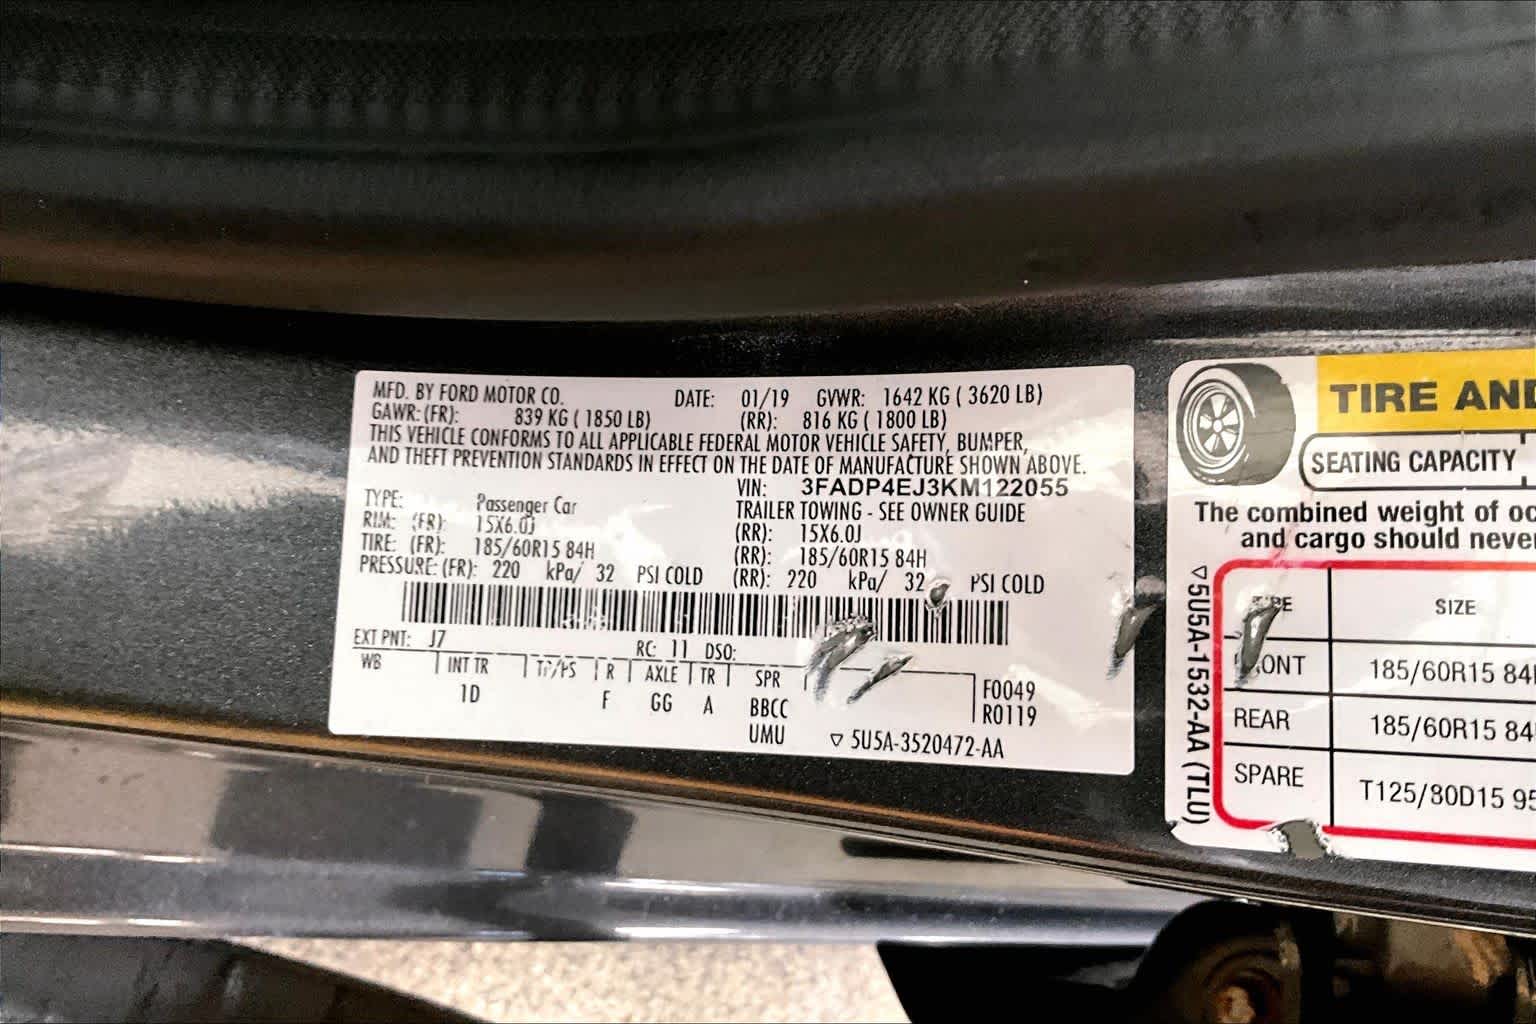 MFD. BY FORD MOTOR CO. DATE: 01/19 GVWR: 1642 KG ( 3620 LB)
GAWR: (FR): 839 KG ( 1850 LB) (RR): 816 KG ( 1800 LB)
THIS VEHICLE CONFORMS TO ALL APPLICABLE FEDERAL MOTOR VEHICLE SAFETY, BUMPER,
AND THEFT PREVENTION STANDARDS IN EFFECT ON THE DATE OF MANUFACTURE SHOWN ABOVE.
VIN: 3FADP4EJ3KM122055
TYPE: Passenger Car TRAILER TOWING - SEE OWNER GUIDE
RIM: (FR): 15X6.0J (RR): 15X6.0J
TIRE: (FR): 185/60R15 84H (RR): 185/60R15 84H
PRESSURE: (FR): 220 kPa/ 32 PSI COLD (RR): 220 kPa/ 32 PSI COLD
EXT PNT: J7 RC: 11 DSO:
WB INT TR TP/PS R AXLE TR SPR
1D F GG A BBCC
UMU
F0049
R0119
▽ 5U5A-3520472-AA
TIRE AND
SEATING CAPACITY
The combined weight of oc
and cargo should never
▽5U5A-1532-AA (TLU)
SIZE
FRONT 185/60R15 84H
REAR 185/60R15 84
SPARE T125/80D15 95